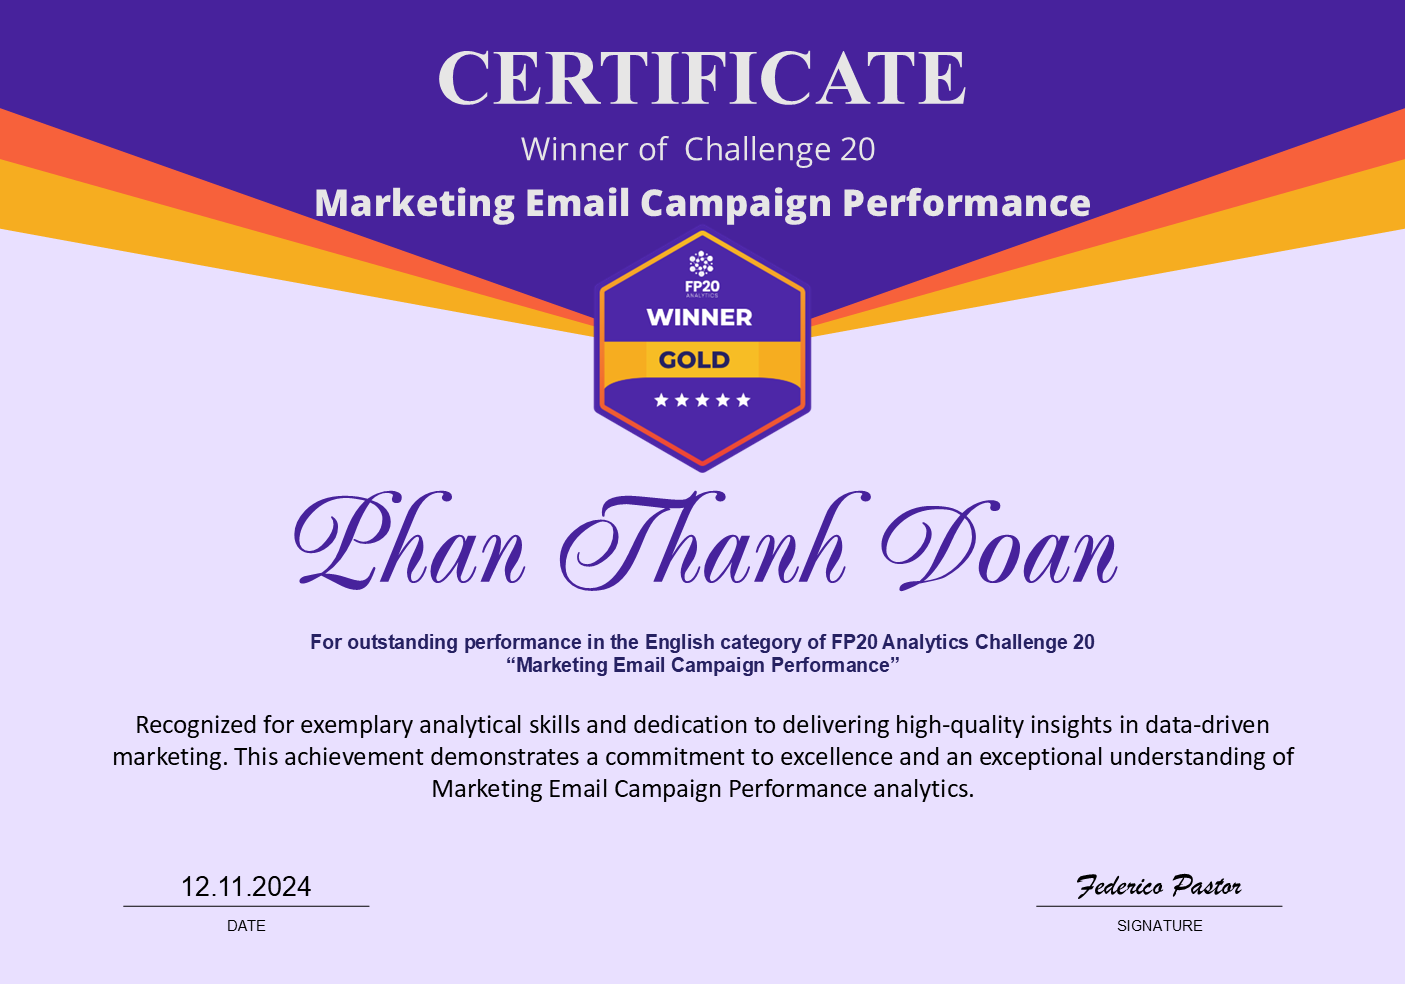 CERTIFICATE
Winner of Challenge 20
Marketing Email Campaign Performance
FP20
ANALYTICS
WINNER
GOLD
Phan Thanh Doan
For outstanding performance in the English category of FP20 Analytics Challenge 20
“Marketing Email Campaign Performance”
Recognized for exemplary analytical skills and dedication to delivering high-quality insights in data-driven
marketing. This achievement demonstrates a commitment to excellence and an exceptional understanding of
Marketing Email Campaign Performance analytics.
12.11.2024
DATE
Federico Pastor
SIGNATURE